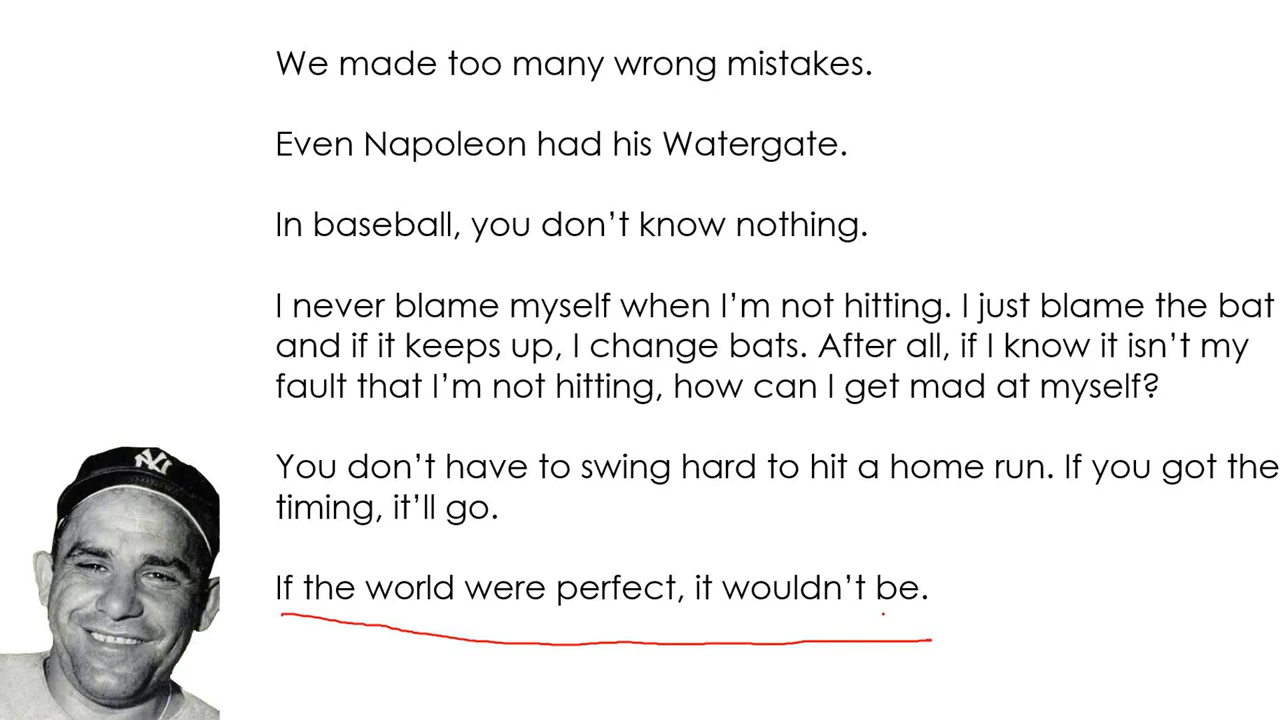 We made too many wrong mistakes.
Even Napoleon had his Watergate.
In baseball, you don't know nothing.
I never blame myself when I'm not hitting. I just blame the bat
and if it keeps up, I change bats. After all, if I know it isn't my
fault that I'm not hitting, how can I get mad at myself?
You don't have to swing hard to hit a home run. If you got the
timing, it'll go.
If the world were perfect, it wouldn't be.
NY